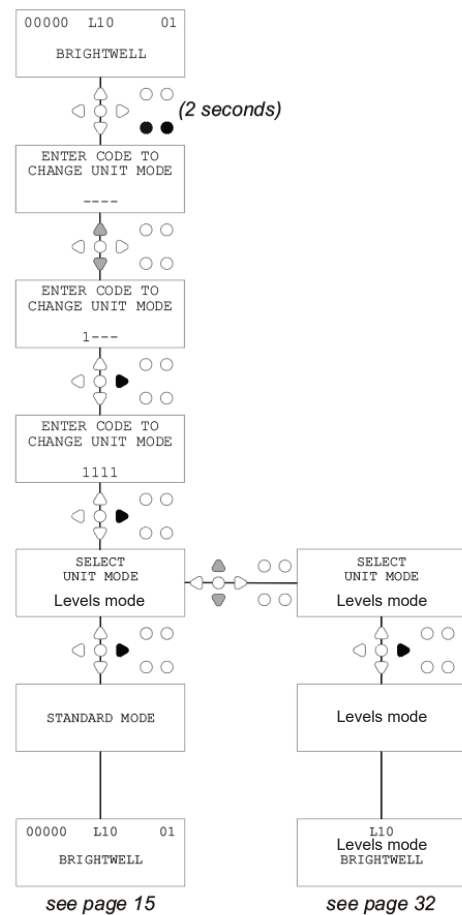 00000 L10 01
BRIGHTWELL
(2 seconds)
ENTER CODE TO
CHANGE UNIT MODE
----
ENTER CODE TO
CHANGE UNIT MODE
1---
ENTER CODE TO
CHANGE UNIT MODE
1111
SELECT
UNIT MODE
Levels mode
SELECT
UNIT MODE
Levels mode
STANDARD MODE
Levels mode
00000 L10 01
BRIGHTWELL
L10
Levels mode
BRIGHTWELL
see page 15
see page 32